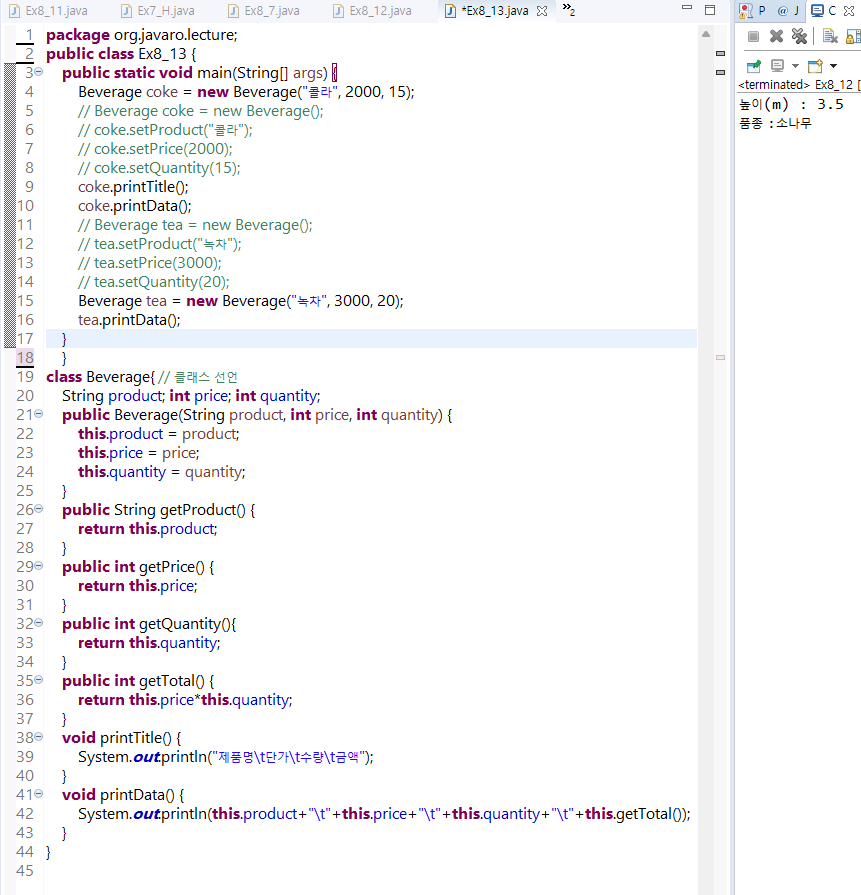 Ex8_11.java Ex7_H.java Ex8_7.java Ex8_12.java *Ex8_13.java »2
P @ J C
<terminated> Ex8_12 [
높이(m) : 3.5
품종 :소나무
1 package org.javaro.lecture;
2 public class Ex8_13 {
3 public static void main(String[] args) {
4 Beverage coke = new Beverage("콜라", 2000, 15);
5 // Beverage coke = new Beverage();
6 // coke.setProduct("콜라");
7 // coke.setPrice(2000);
8 // coke.setQuantity(15);
9 coke.printTitle();
10 coke.printData();
11 // Beverage tea = new Beverage();
12 // tea.setProduct("녹차");
13 // tea.setPrice(3000);
14 // tea.setQuantity(20);
15 Beverage tea = new Beverage("녹차", 3000, 20);
16 tea.printData();
17 }
18 }
19 class Beverage{ // 클래스 선언
20 String product; int price; int quantity;
21 public Beverage(String product, int price, int quantity) {
22 this.product = product;
23 this.price = price;
24 this.quantity = quantity;
25 }
26 public String getProduct() {
27 return this.product;
28 }
29 public int getPrice() {
30 return this.price;
31 }
32 public int getQuantity(){
33 return this.quantity;
34 }
35 public int getTotal() {
36 return this.price*this.quantity;
37 }
38 void printTitle() {
39 System.out.println("제품명\t단가\t수량\t금액");
40 }
41 void printData() {
42 System.out.println(this.product+"\t"+this.price+"\t"+this.quantity+"\t"+this.getTotal());
43 }
44 }
45